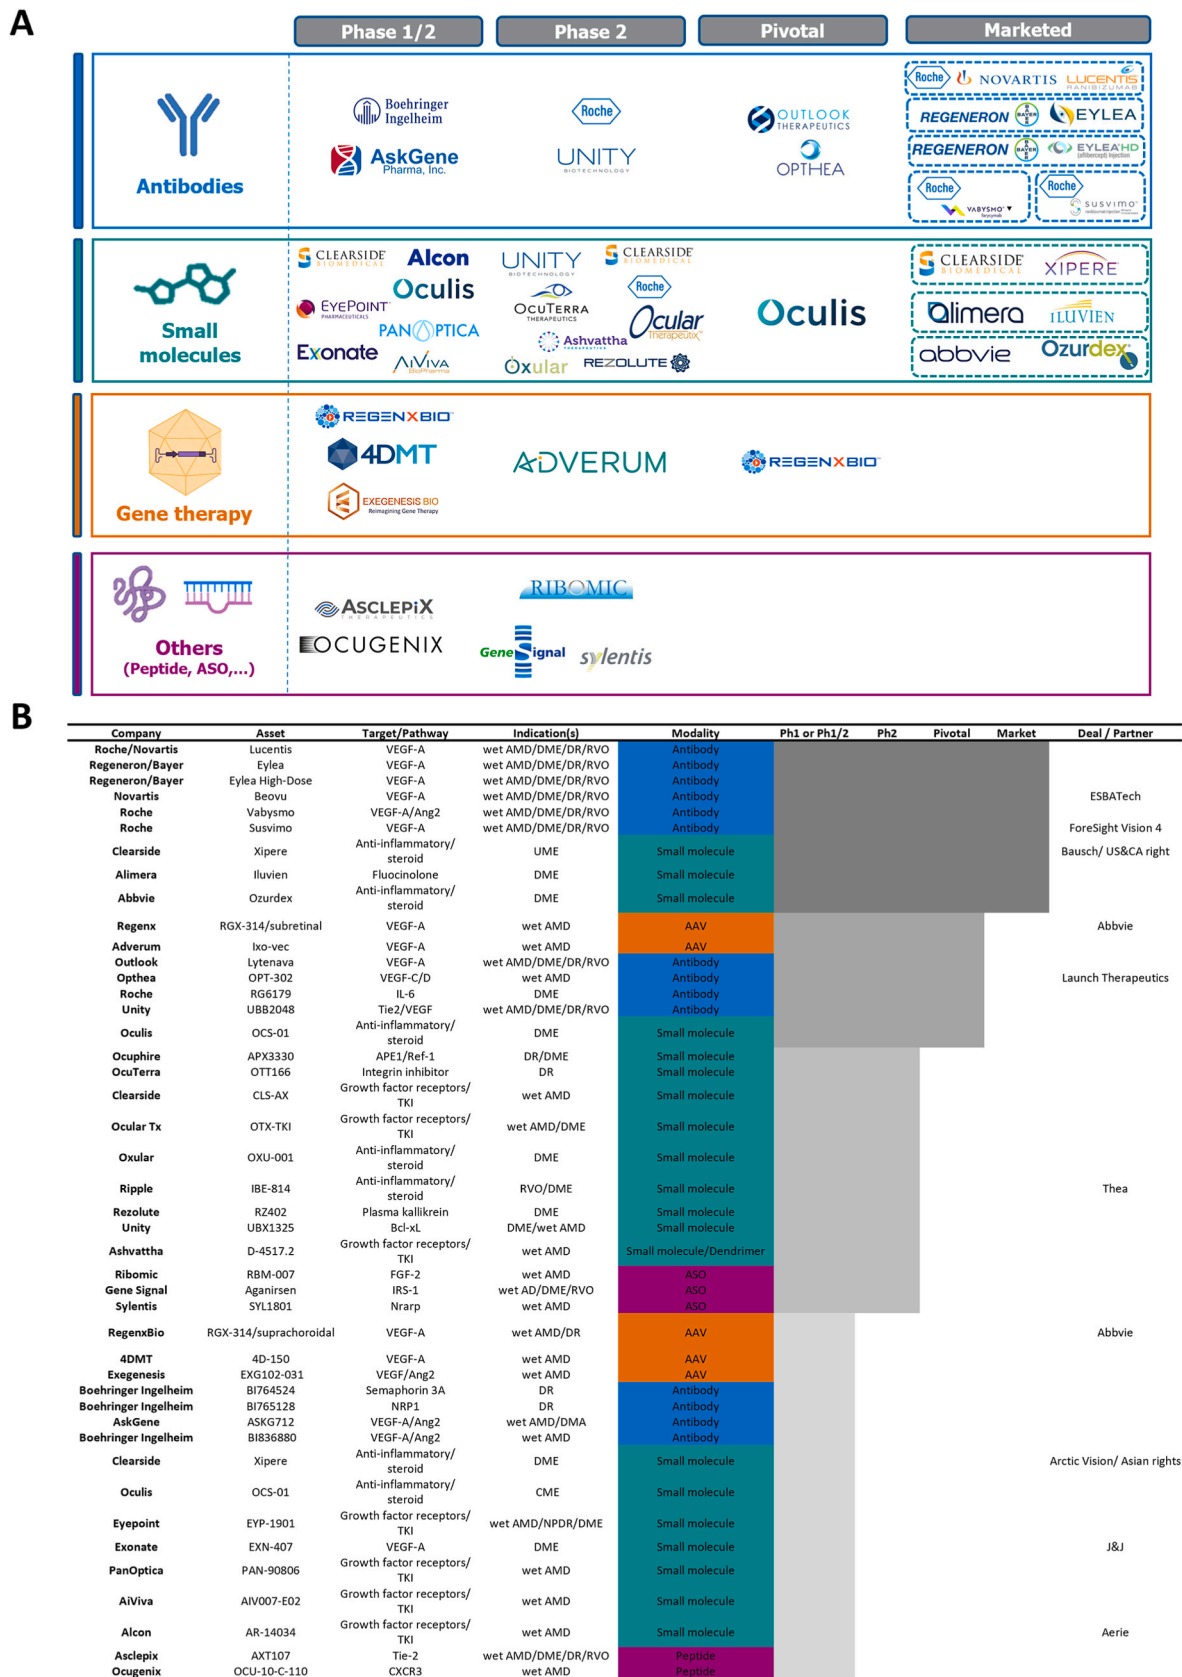 A
Phase 1/2 Phase 2 Pivotal Marketed
Antibodies
Boehringer
Ingelheim
AskGene
Pharma, Inc.
Roche
UNITY
BIOTECHNOLOGY
OUTLOOK
THERAPEUTICS
OPTHEA
Roche NOVARTIS LUCENTIS
RANIBIZUMAB
REGENERON BAYER EYLEA
REGENERON BAYER EYLEA HD
(aflibercept) Injection
Roche
VABYSMO
faricimab
Roche
SUSVIMO
Small
molecules
CLEARSIDE
BIOMEDICAL
Alcon
Oculis
EYEPOINT
PHARMACEUTICALS
PANOPTICA
Exonate
AiViva
BioPharma
UNITY
BIOTECHNOLOGY
CLEARSIDE
BIOMEDICAL
OCUTERRA
THERAPEUTICS
Roche
Ashvattha
THERAPEUTICS
Ocular
Therapeutix
Oxular
REZOLUTE
Oculis
CLEARSIDE
BIOMEDICAL
XIPERE
Alimera
ILUVIEN
abbvie
Ozurdex
Gene therapy
REGENXBIO
4DMT
EXEGENESIS BIO
Reimagining Gene Therapy
ADVERUM
REGENXBIO
Others
(Peptide, ASO,...)
ASCLEPIX
THERAPEUTICS
OCUGENIX
RIBOMIC
Gene Signal
sylentis
B
Company Asset Target/Pathway Indication(s) Modality Ph1 or Ph1/2 Ph2 Pivotal Market Deal / Partner
Roche/Novartis Lucentis VEGF-A wet AMD/DME/DR/RVO Antibody
Regeneron/Bayer Eylea VEGF-A wet AMD/DME/DR/RVO Antibody
Regeneron/Bayer Eylea High-Dose VEGF-A wet AMD/DME/DR/RVO Antibody
Novartis Beovu VEGF-A wet AMD/DME/DR/RVO Antibody ESBATech
Roche Vabysmo VEGF-A/Ang2 wet AMD/DME/DR/RVO Antibody
Roche Susvimo VEGF-A wet AMD/DME/DR/RVO Antibody ForeSight Vision 4
Clearside Xipere Anti-inflammatory/
steroid UME Small molecule Bausch/ US&CA right
Alimera Iluvien Fluocinolone DME Small molecule
Abbvie Ozurdex Anti-inflammatory/
steroid DME Small molecule
Regenx RGX-314/subretinal VEGF-A wet AMD AAV Abbvie
Adverum Ixo-vec VEGF-A wet AMD AAV
Outlook Lytenava VEGF-A wet AMD/DME/DR/RVO Antibody
Opthea OPT-302 VEGF-C/D wet AMD Antibody Launch Therapeutics
Roche RG6179 IL-6 DME Antibody
Unity UBB2048 Tie2/VEGF wet AMD/DME/DR/RVO Antibody
Oculis OCS-01 Anti-inflammatory/
steroid DME Small molecule
Ocuphire APX3330 APE1/Ref-1 DR/DME Small molecule
OcuTerra OTT166 Integrin inhibitor DR Small molecule
Clearside CLS-AX Growth factor receptors/
TKI wet AMD Small molecule
Ocular Tx OTX-TKI Growth factor receptors/
TKI wet AMD/DME Small molecule
Oxular OXU-001 Anti-inflammatory/
steroid DME Small molecule
Ripple IBE-814 Anti-inflammatory/
steroid RVO/DME Small molecule Thea
Rezolute RZ402 Plasma kallikrein DME Small molecule
Unity UBX1325 Bcl-xL DME/wet AMD Small molecule
Ashvattha D-4517.2 Growth factor receptors/
TKI wet AMD Small molecule/Dendrimer
Ribomic RBM-007 FGF-2 wet AMD ASO
Gene Signal Aganirsen IRS-1 wet AD/DME/RVO ASO
Sylentis SYL1801 Nrarp wet AMD ASO
RegenxBio RGX-314/suprachoroidal VEGF-A wet AMD/DR AAV Abbvie
4DMT 4D-150 VEGF-A wet AMD AAV
Exegenesis EXG102-031 VEGF/Ang2 wet AMD AAV
Boehringer Ingelheim BI764524 Semaphorin 3A DR Antibody
Boehringer Ingelheim BI765128 NRP1 DR Antibody
AskGene ASKG712 VEGF-A/Ang2 wet AMD/DMA Antibody
Boehringer Ingelheim BI836880 VEGF-A/Ang2 wet AMD Antibody
Clearside Xipere Anti-inflammatory/
steroid DME Small molecule Arctic Vision/ Asian rights
Oculis OCS-01 Anti-inflammatory/
steroid CME Small molecule
Eyepoint EYP-1901 Growth factor receptors/
TKI wet AMD/NPDR/DME Small molecule
Exonate EXN-407 VEGF-A DME Small molecule J&J
PanOptica PAN-90806 Growth factor receptors/
TKI wet AMD Small molecule
AiViva AIV007-E02 Growth factor receptors/
TKI wet AMD Small molecule
Alcon AR-14034 Growth factor receptors/
TKI wet AMD Small molecule Aerie
Asclepix AXT107 Tie-2 wet AMD/DME/DR/RVO Peptide
Ocugenix OCU-10-C-110 CXCR3 wet AMD Peptide